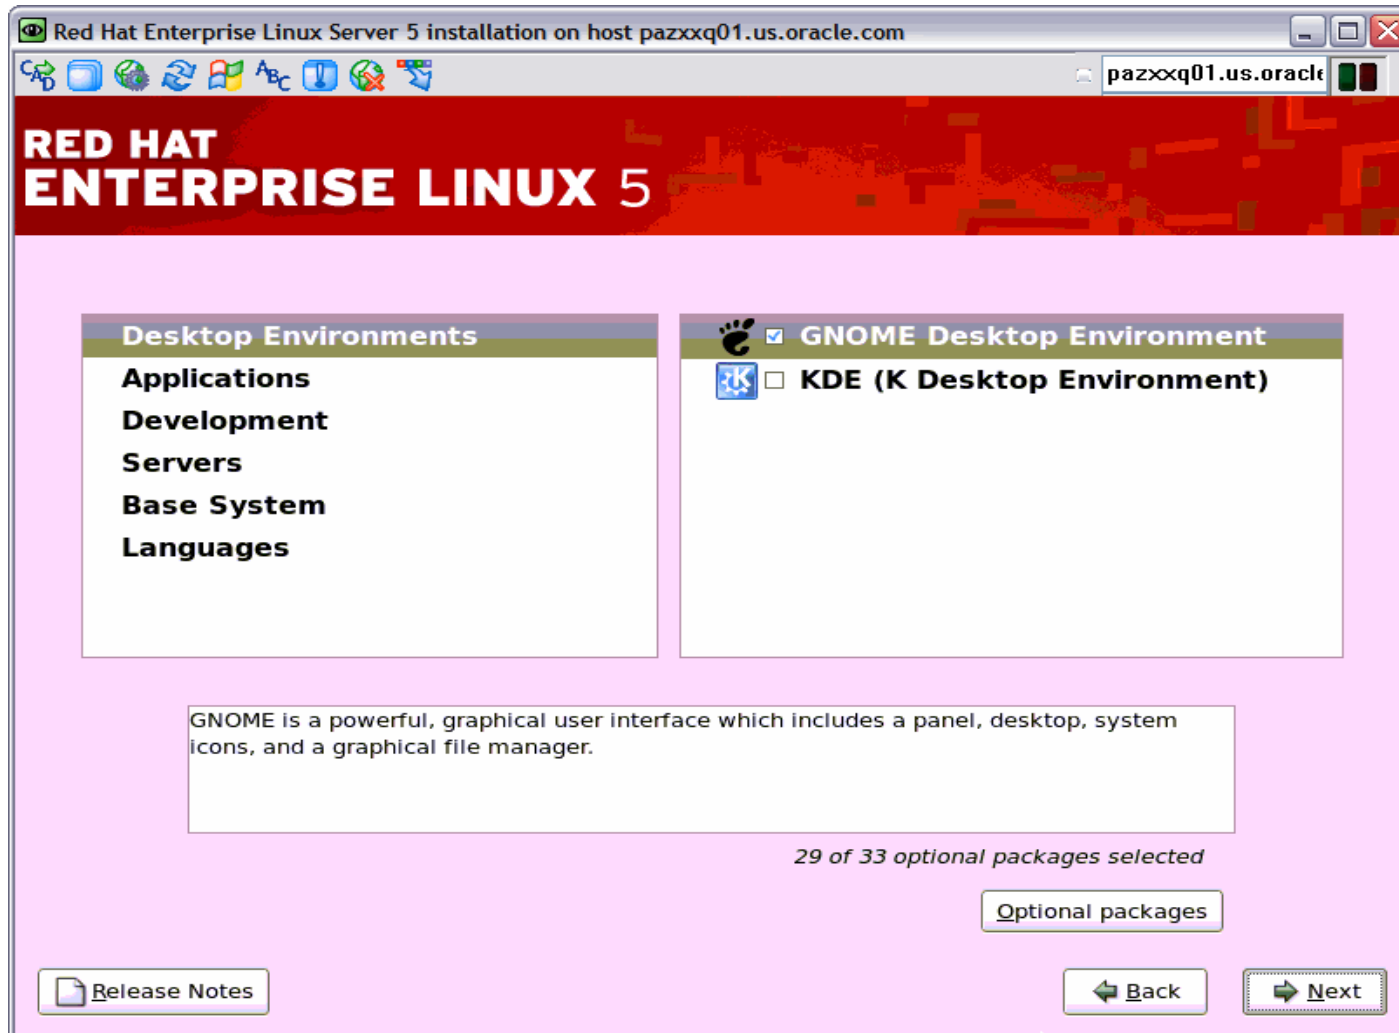 Red Hat Enterprise Linux Server 5 installation on host pazxxq01.us.oracle.com
pazxxq01.us.oracle
RED HAT
ENTERPRISE LINUX 5
Desktop Environments
Applications
Development
Servers
Base System
Languages
GNOME Desktop Environment
KDE (K Desktop Environment)
GNOME is a powerful, graphical user interface which includes a panel, desktop, system
icons, and a graphical file manager.
29 of 33 optional packages selected
Optional packages
Release Notes
Back
Next